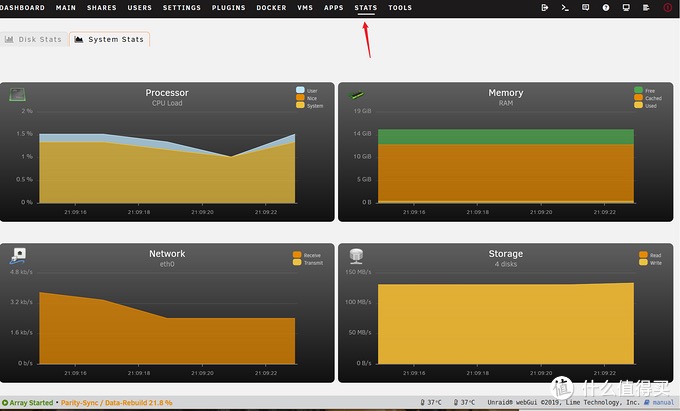 DASHBOARD MAIN SHARES USERS SETTINGS PLUGINS DOCKER VMS APPS STATS TOOLS
Disk Stats System Stats
Processor
CPU Load
User
Nice
System
2 %
1.5 %
1 %
0.5 %
0 %
21:09:16 21:09:18 21:09:20 21:09:22
Memory
RAM
Free
Cached
Used
19 GB
14 GB
10 GB
5 GB
0 B
21:09:16 21:09:18 21:09:20 21:09:22
Network
eth0
Receive
Transmit
4.8 kb/s
3.2 kb/s
1.6 kb/s
0 b/s
21:09:16 21:09:18 21:09:20 21:09:22
Storage
4 disks
Read
Write
150 MB/s
100 MB/s
50 MB/s
0 B/s
21:09:16 21:09:18 21:09:20 21:09:22
Array Started • Parity-Sync / Data-Rebuild 21.8 %
37°C 37°C Unraid® webGui ©2019, Lime Technology, Inc. manual
值 什么值得买